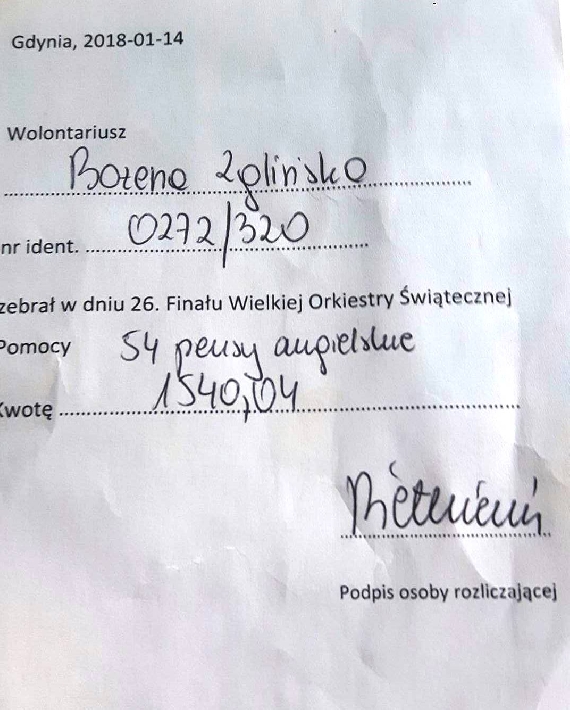 Gdynia, 2018-01-14
Wolontariusz
Bożena Zglińska
nr ident. 0272/320
zebrał w dniu 26. Finału Wielkiej Orkiestry Świątecznej
Pomocy 54 pensy angielskie
Kwotę 1540,04
Podpis osoby rozliczającej